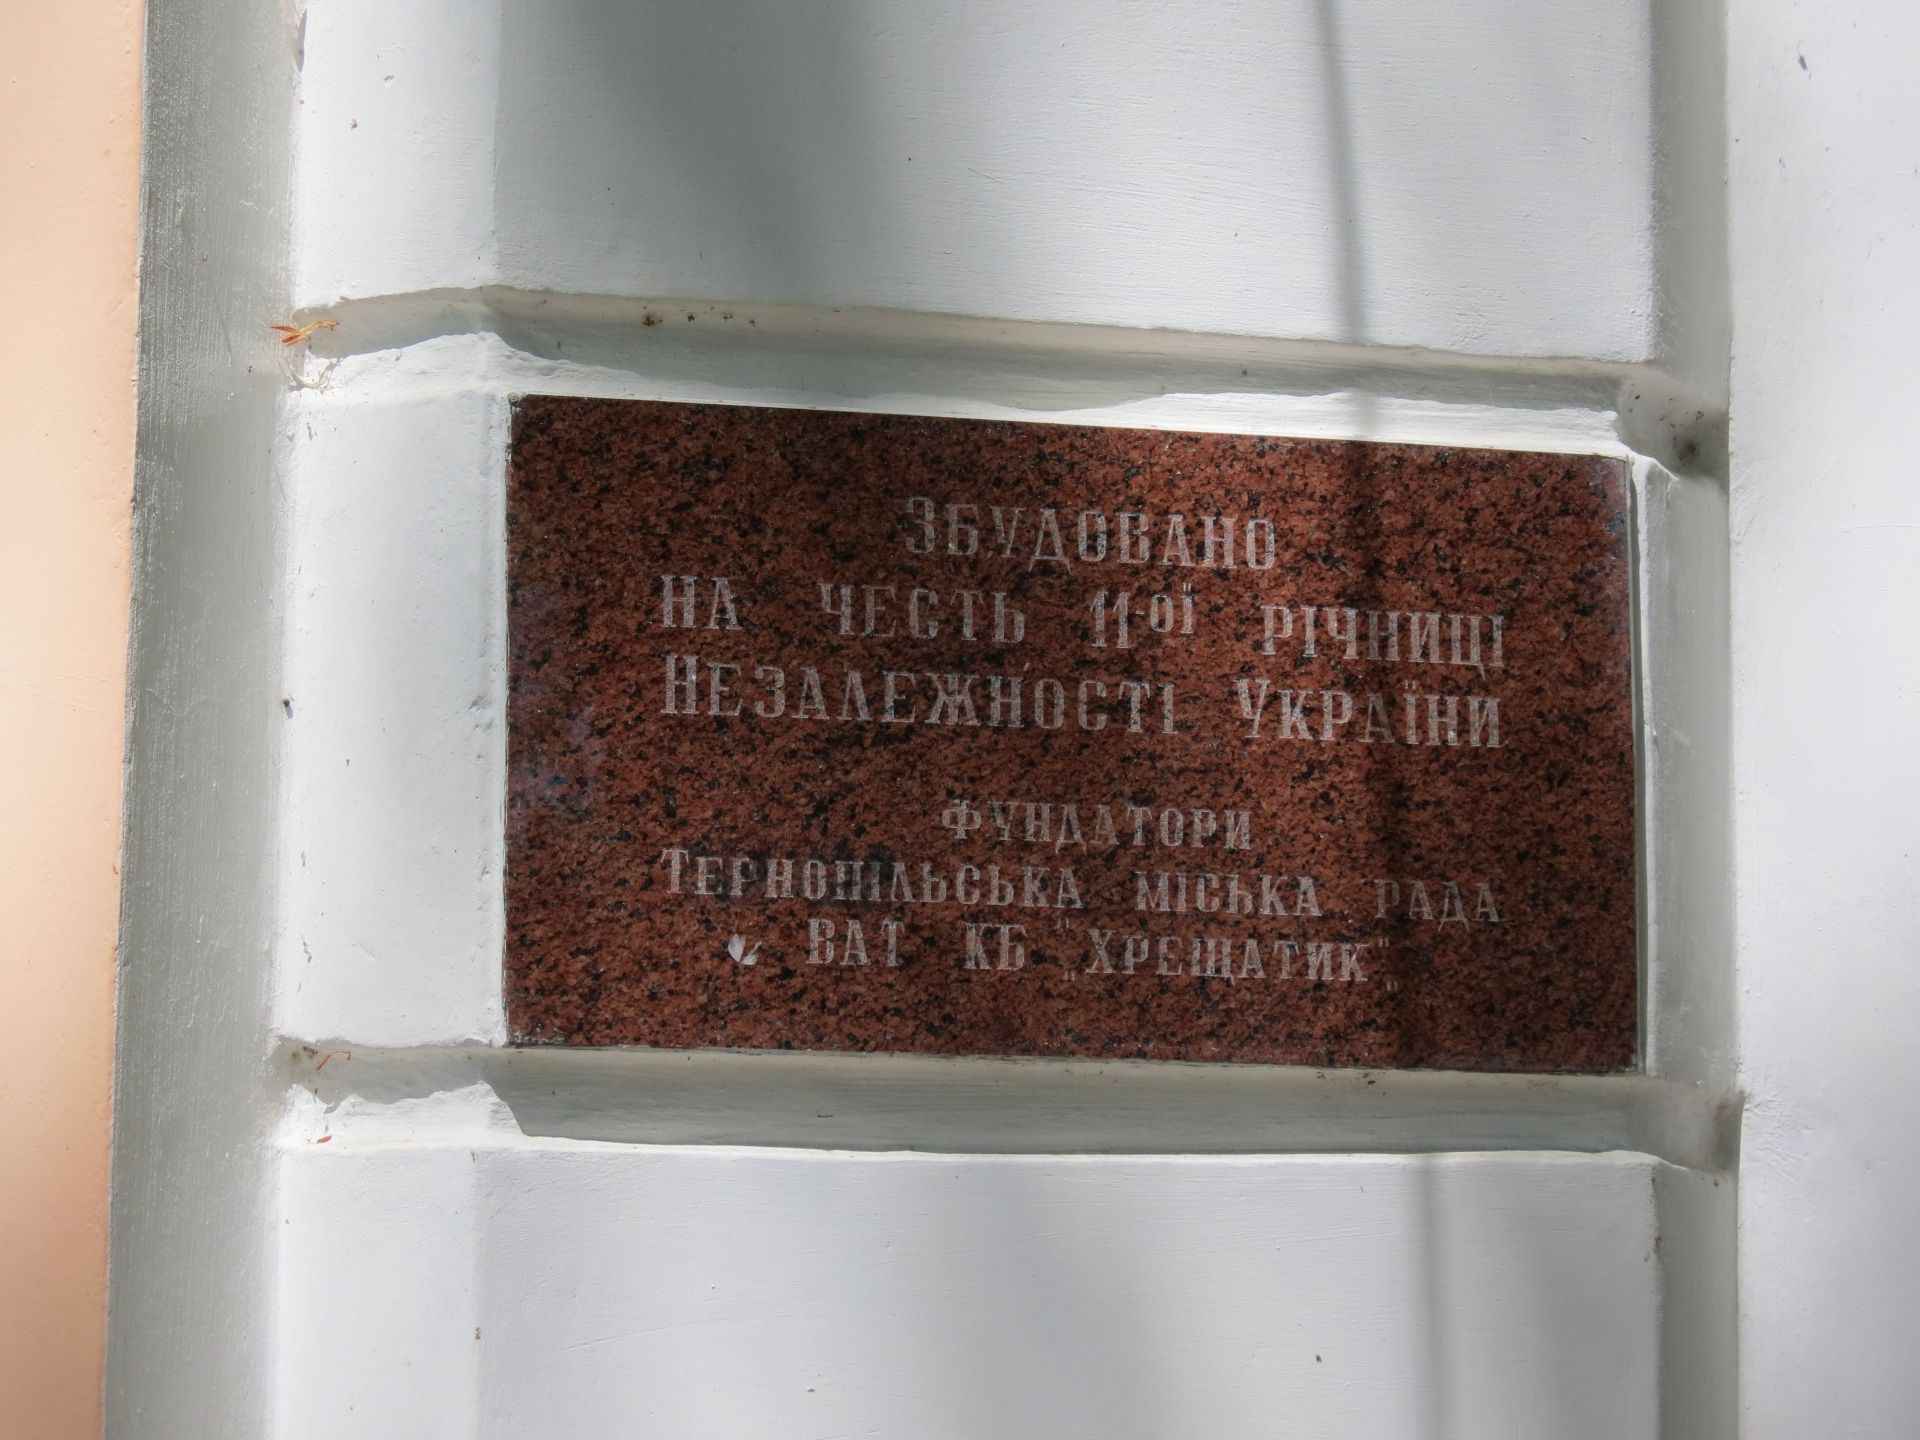 ЗБУДОВАНО
НА ЧЕСТЬ 11-ОЇ РІЧНИЦІ
НЕЗАЛЕЖНОСТІ УКРАЇНИ
ФУНДАТОРИ
ТЕРНОПІЛЬСЬКА МІСЬКА РАДА
ВАТ КБ "ХРЕЩАТИК"